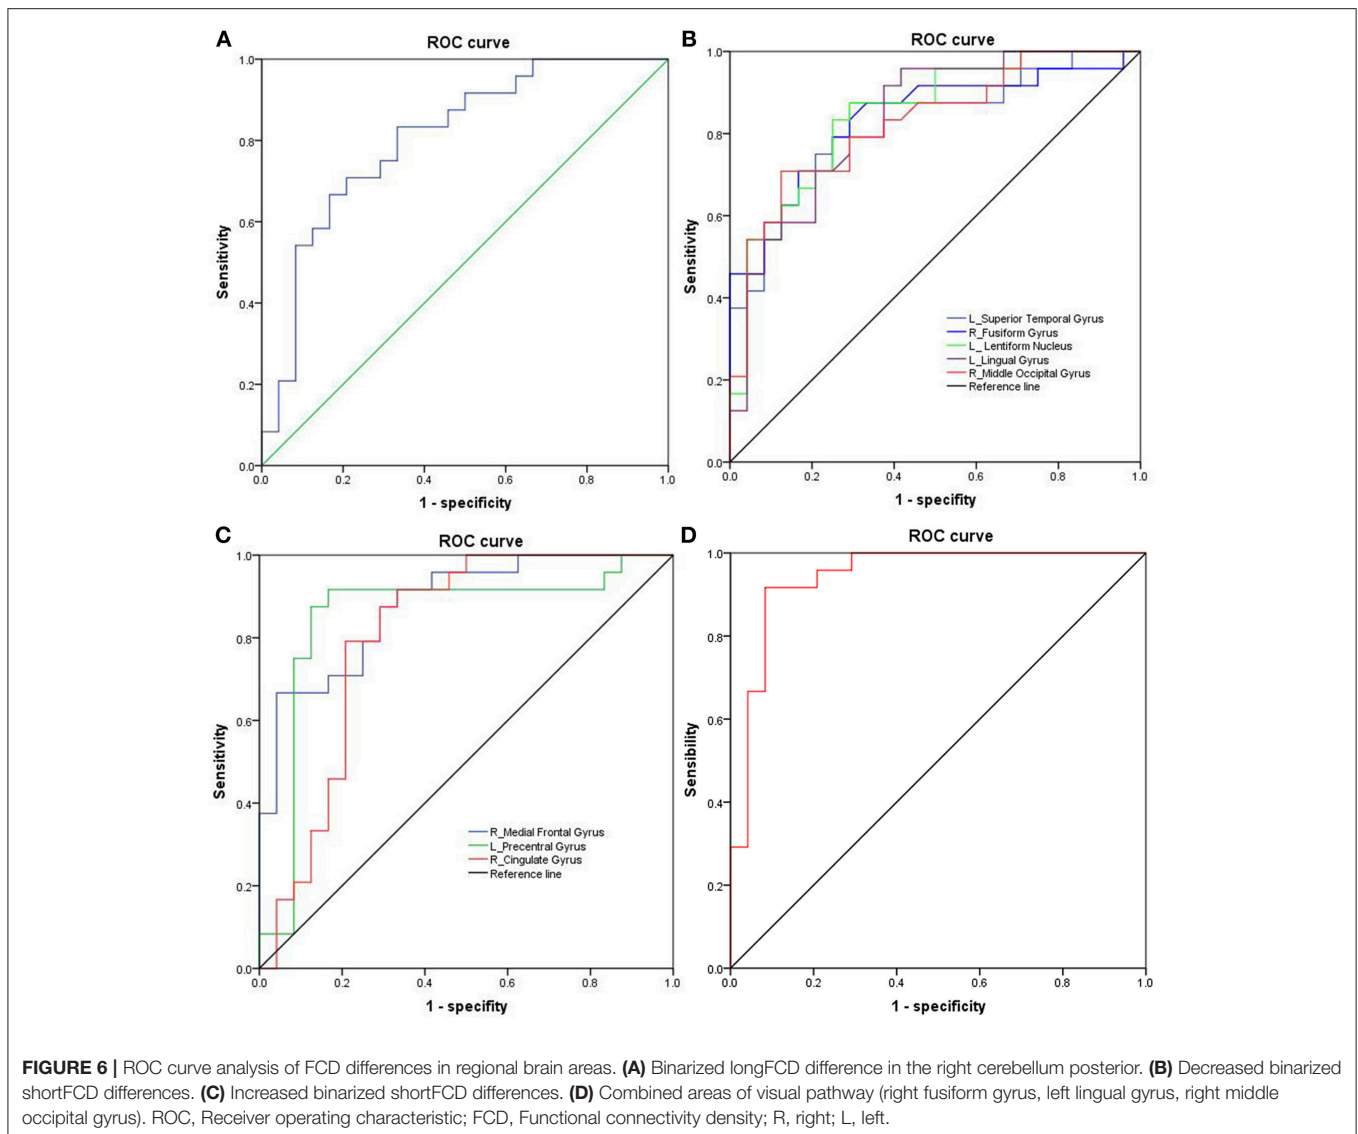 A
ROC curve
Sensitivity
1.0
0.8
0.6
0.4
0.2
0.0
0.0 0.2 0.4 0.6 0.8 1.0
1 - specificity
B
ROC curve
Sensitivity
1.0
0.8
0.6
0.4
0.2
0.0
L_Superior Temporal Gyrus
R_Fusiform Gyrus
L_ Lentiform Nucleus
L_Lingual Gyrus
R_Middle Occipital Gyrus
Reference line
0.0 0.2 0.4 0.6 0.8 1.0
1 - specificity
C
ROC curve
Sensitivity
1.0
0.8
0.6
0.4
0.2
0.0
R_Medial Frontal Gyrus
L_Precentral Gyrus
R_Cingulate Gyrus
Reference line
0.0 0.2 0.4 0.6 0.8 1.0
1 - specifity
D
ROC curve
Sensibility
1.0
0.8
0.6
0.4
0.2
0.0
0.0 0.2 0.4 0.6 0.8 1.0
1 - specifity
FIGURE 6 | ROC curve analysis of FCD differences in regional brain areas. (A) Binarized longFCD difference in the right cerebellum posterior. (B) Decreased binarized
shortFCD differences. (C) Increased binarized shortFCD differences. (D) Combined areas of visual pathway (right fusiform gyrus, left lingual gyrus, right middle
occipital gyrus). ROC, Receiver operating characteristic; FCD, Functional connectivity density; R, right; L, left.